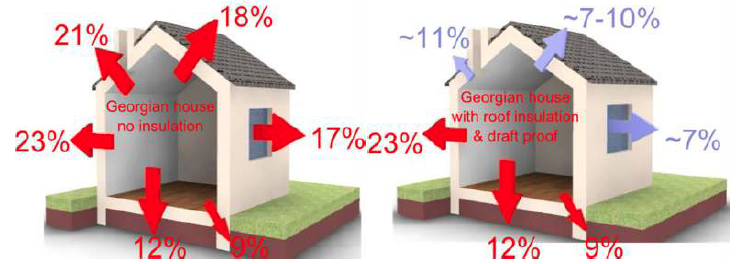 18%
21%
Georgian house
no insulation
23%
17%
12%
9%
~7-10%
~11%
Georgian house
with roof insulation
& draft proof
23%
~7%
12%
9%